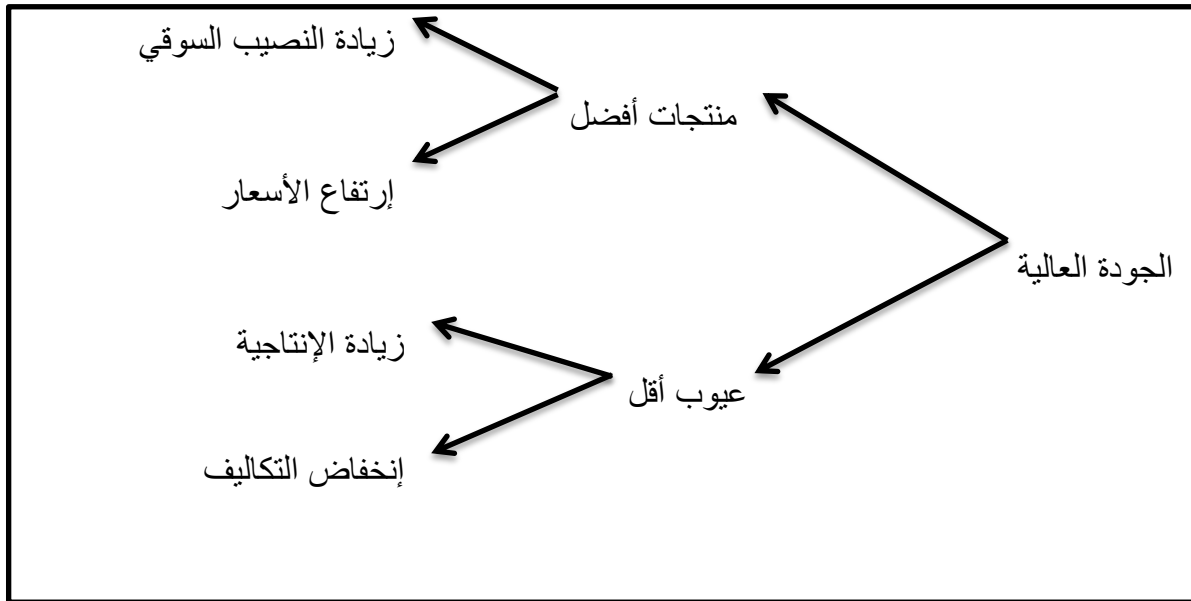 زيادة النصيب السوقي
منتجات أفضل
إرتفاع الأسعار
الجودة العالية
زيادة الإنتاجية
عيوب أقل
إنخفاض التكاليف